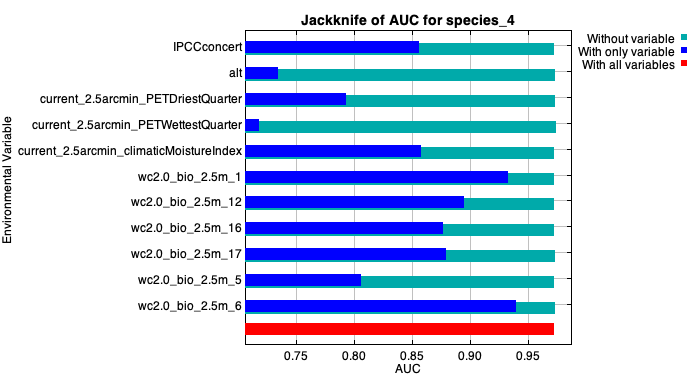 Jackknife of AUC for species_4
Without variable
With only variable
With all variables
Environmental Variable
IPCCconcert
alt
current_2.5arcmin_PETDriestQuarter
current_2.5arcmin_PETWettestQuarter
current_2.5arcmin_climaticMoistureIndex
wc2.0_bio_2.5m_1
wc2.0_bio_2.5m_12
wc2.0_bio_2.5m_16
wc2.0_bio_2.5m_17
wc2.0_bio_2.5m_5
wc2.0_bio_2.5m_6
0.75 0.80 0.85 0.90 0.95
AUC